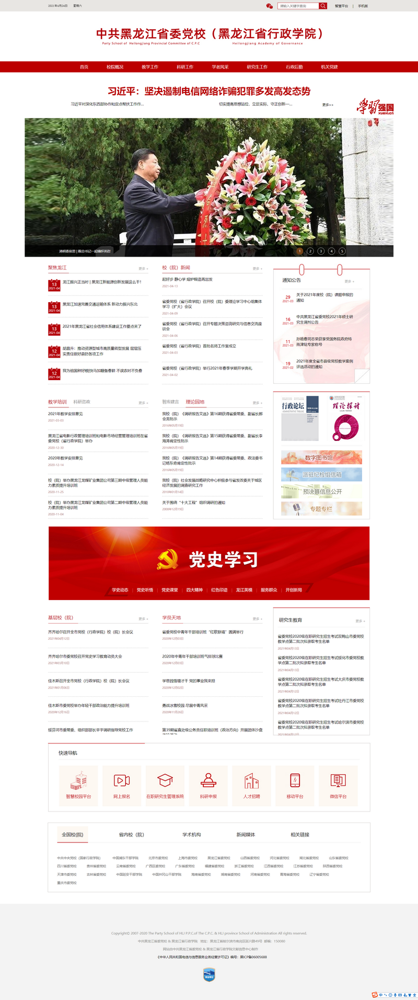 2021年4月24日 星期六
请输入关键字查询
智慧平台 | 手机版
中共黑龙江省委党校（黑龙江省行政学院）
Party School of Heilongjiang Provincial Committee of C.P.C
Heilongjiang Academy of Governance
首页 校院概况 教学工作 科研工作 学者风采 研究生工作 行政后勤 机关党建
习近平：坚决遏制电信网络诈骗犯罪多发高发态势
习近平对深化东西部协作和定点帮扶工作作... 切实提高思想站位，立足实际、守正创新一... 更多>>
学习强国
xuexi.cn
清明寄哀思 | 跟总书记一起缅怀英烈
1 2 3 4 5
聚焦龙江 更多 +
13
2021-04
龙江振兴正当时 | 黑龙江新能源创新发展这么干！
13
2021-04
黑龙江加速完善交通运输体系 新动力振兴东北
13
2021-04
2021年黑龙江省社会信用体系建设工作要点来了
12
2021-04
胡昌升：推动资源型城市高质量转型发展 层层压
实责任做好森防各项工作
12
2021-04
我为祖国种好粮|快马加鞭备春耕 不误农时不负春
校（院）新闻 更多 +
起好步 静心学 熔炉锻造再出发
2021-04-13
省委党校（省行政学院）召开校（院）委理论学习中心组集体
学习（扩大）会议
2021-04-09
省委党校（省行政学院）召开专题决策咨询研究与信息交流座
谈会
2021-04-06
省委党校（省行政学院）首批名师工作室成立
2021-04-03
省委党校（省行政学院）举行2021年春季学期开学典礼
2021-04-02
通知公告 更多 +
29
2021-03
关于2021年度校（院）课题申报的
通知
16
2021-03
中共黑龙江省委党校2021年硕士研
究生调剂公告
11
2021-03
孙艳春同志荣获享受国务院政府特
殊津贴专家称号
19
2021-02
2021年度全省市县级党校教学案例
评选活动的通知
教学培训 科研咨政 更多 +
2021年教学安排意见
2021-03-03
黑龙江省电影行政管理培训班和电影市场经营管理培训班在省
委党校（省行政学院）举办
2020-12-30
2020年教学安排意见
2020-12-14
校（院）举办黑龙江龙煤矿业集团公司第三期中级管理人员能
力素质提升培训班
2020-11-25
校（院）举办黑龙江龙煤矿业集团公司第二期中级管理人员能
力素质提升培训班
2020-11-04
智库建言 理论园地 更多 +
我校（院）《调研报告文选》第16期获得省委常委、副省长郝
会龙批示
2016年05月19日
我校（院）《调研报告文选》第15期获得省委常委、副省长李
海涛肯定性批示
2016年05月19日
我校（院）《调研报告文选》第14期获得省委常委、政法委书
记杨东奇肯定性批示
2016年05月19日
我校（院）社会发展战略研究中心积极参与省发改委关于城区
经济发展的调查研究工作
2010年01月14日
关于围绕“十大工程”组织调研的通知
2008年12月19日
行政论坛
ADMINISTRATIVE TRIBUNE
理论探讨
数字图书馆
派驻纪检组信箱
预决算信息公开
专题专栏
党史学习
学史动态 | 党史听悟 | 党史课堂 | 四大精神 | 红色印迹 | 龙江英模 | 服务群众 | 开创新局
基层校（院） 更多 +
齐齐哈尔召开全市党校（行政学院）校（院）长会议
2021年04月12日
齐齐哈尔市委党校召开党史学习教育动员大会
2021年03月10日
佳木斯召开全市党校（行政学院）校（院）长会议
2021年01月06日
佳木斯市委党校举办年轻干部政治能力提升培训班
2020年12月16日
绥芬河市委常委、组织部部长辛宇调研指导党校工作
学员天地 更多 +
省委党校中青年干部培训班“红歌联唱”圆满举行
2020年12月03日
2020年中青年干部培训班气排球比赛
2020年12月03日
学思践悟增才干 党的事业我来担
2020年12月02日
勇战冰雪校园 尽展中青风采
2020年11月26日
第39期省直处级公务员任职培训班（政治方向）开展团体沙盘
研究生教育 更多 +
省委党校2020级在职研究生招生考试双鸭山市委党校
教学点第二批次拟录取考生名单
2021年04月13日
省委党校2020级在职研究生招生考试绥化市委党校教
学点第二批次拟录取考生名单
2021年04月13日
省委党校2020级在职研究生招生考试大庆市委党校教
学点第二批次拟录取考生名单
2021年04月12日
省委党校2020级在职研究生招生考试牡丹江市委党校
教学点第二批次拟录取考生名单
2021年04月12日
省委党校2020级在职研究生招生考试哈尔滨市委党校
教学点第二批次拟录取考生名单
2021年04月12日
快速导航
智慧校园平台 网上报名 在职研究生管理系统 科研申报 人才招聘 移动平台 微信平台
全国校(院) 省内校（院） 学术机构 新闻媒体 相关链接
中共中央党校（国家行政学院） 中国浦东干部学院 北京市委党校 上海市委党校 黑龙江省委党校 山西省委党校 河北省委党校 湖北省委党校 山东省委党校
四川省委党校 贵州省委党校 云南省委党校 广西区委党校 广东省委党校 福建省委党校 浙江省委党校 江西省委党校 江苏省委党校 陕西省委党校
天津市委党校 吉林省委党校 中国延安干部学院 中国井冈山干部学院 海南省委党校 湖南省委党校 河南省委党校 青海省委党校 辽宁省委党校
重庆市委党校
Copyright© 2007-2020 The Party School of HLJ P.P.C.of The C.P.C. & HLJ province School of Administration All rights reserved.
中共黑龙江省委党校 & 黑龙江省行政学院. 地址：黑龙江省哈尔滨市南岗区延兴路49号 邮编：150080
网站由中共黑龙江省委党校 & 黑龙江省行政学院文献信息中心制作
《中华人民共和国电信与信息服务业务经营许可证》编号：黑ICP备06005688
中